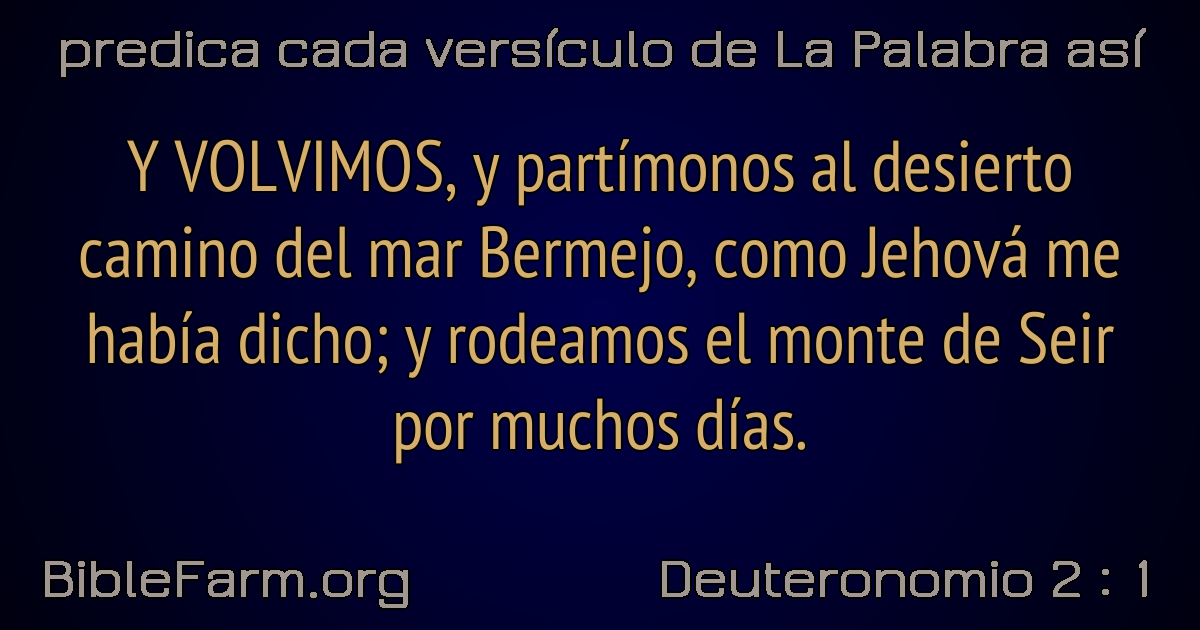 predica cada versículo de La Palabra así
Y VOLVIMOS, y partímonos al desierto
camino del mar Bermejo, como Jehová me
había dicho; y rodeamos el monte de Seir
por muchos días.
BibleFarm.org
Deuteronomio 2 : 1